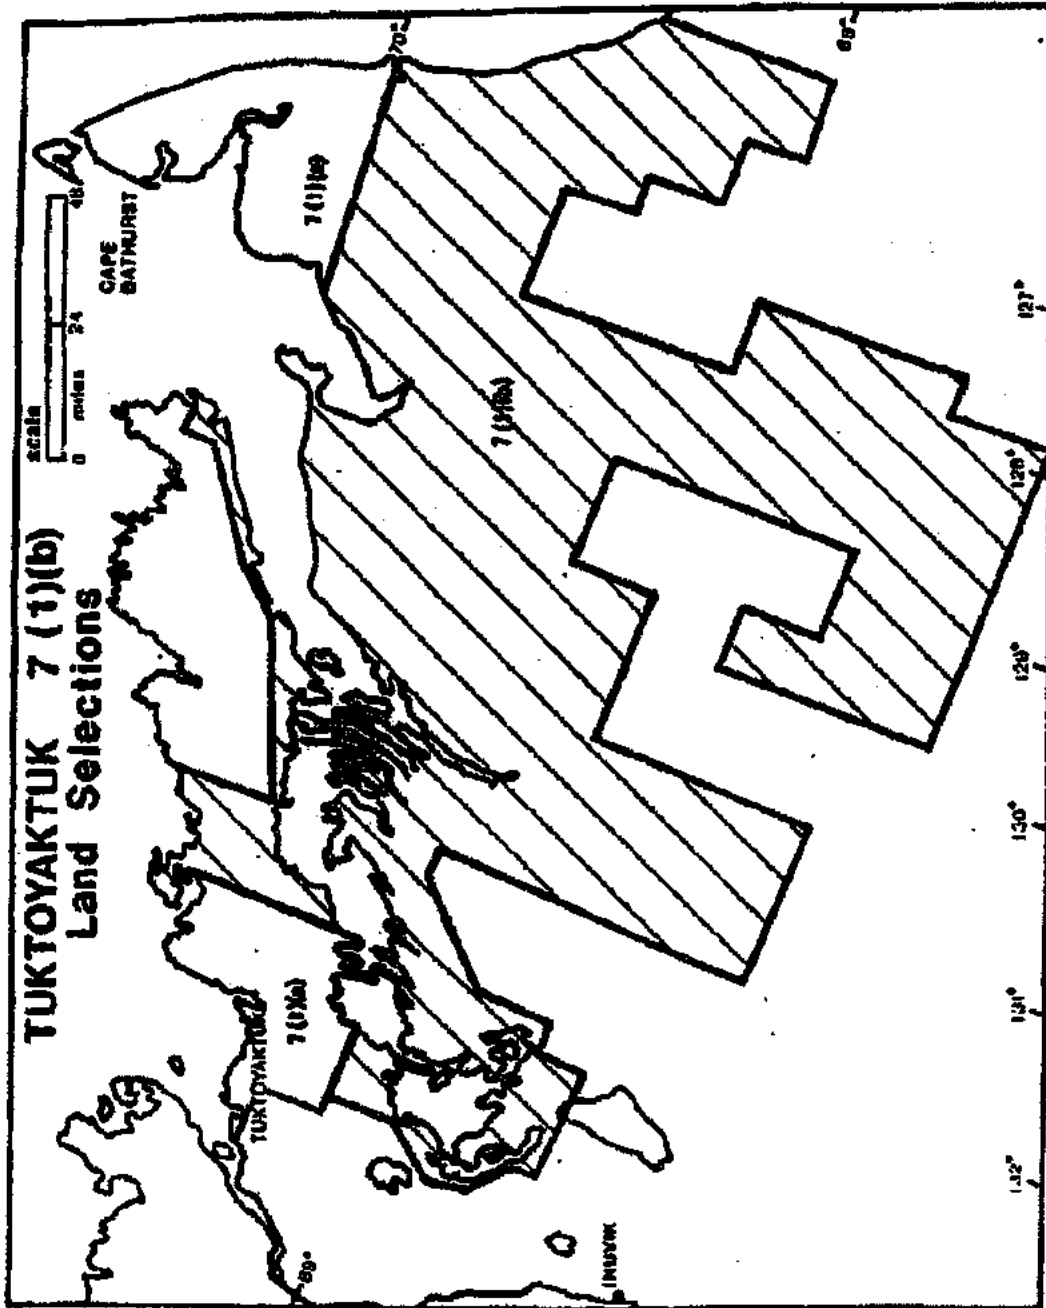 TUKTOYAKTUK 7 (1)(b)
Land Selections
scale
0 24 48
miles
CAPE
BATHURST
70°
69°
7(1)(a)
7(1)(b)
TUKTOYAKTUK
7(1)(a)
69°
INUVIK
132°
131°
130°
129°
128°
127°